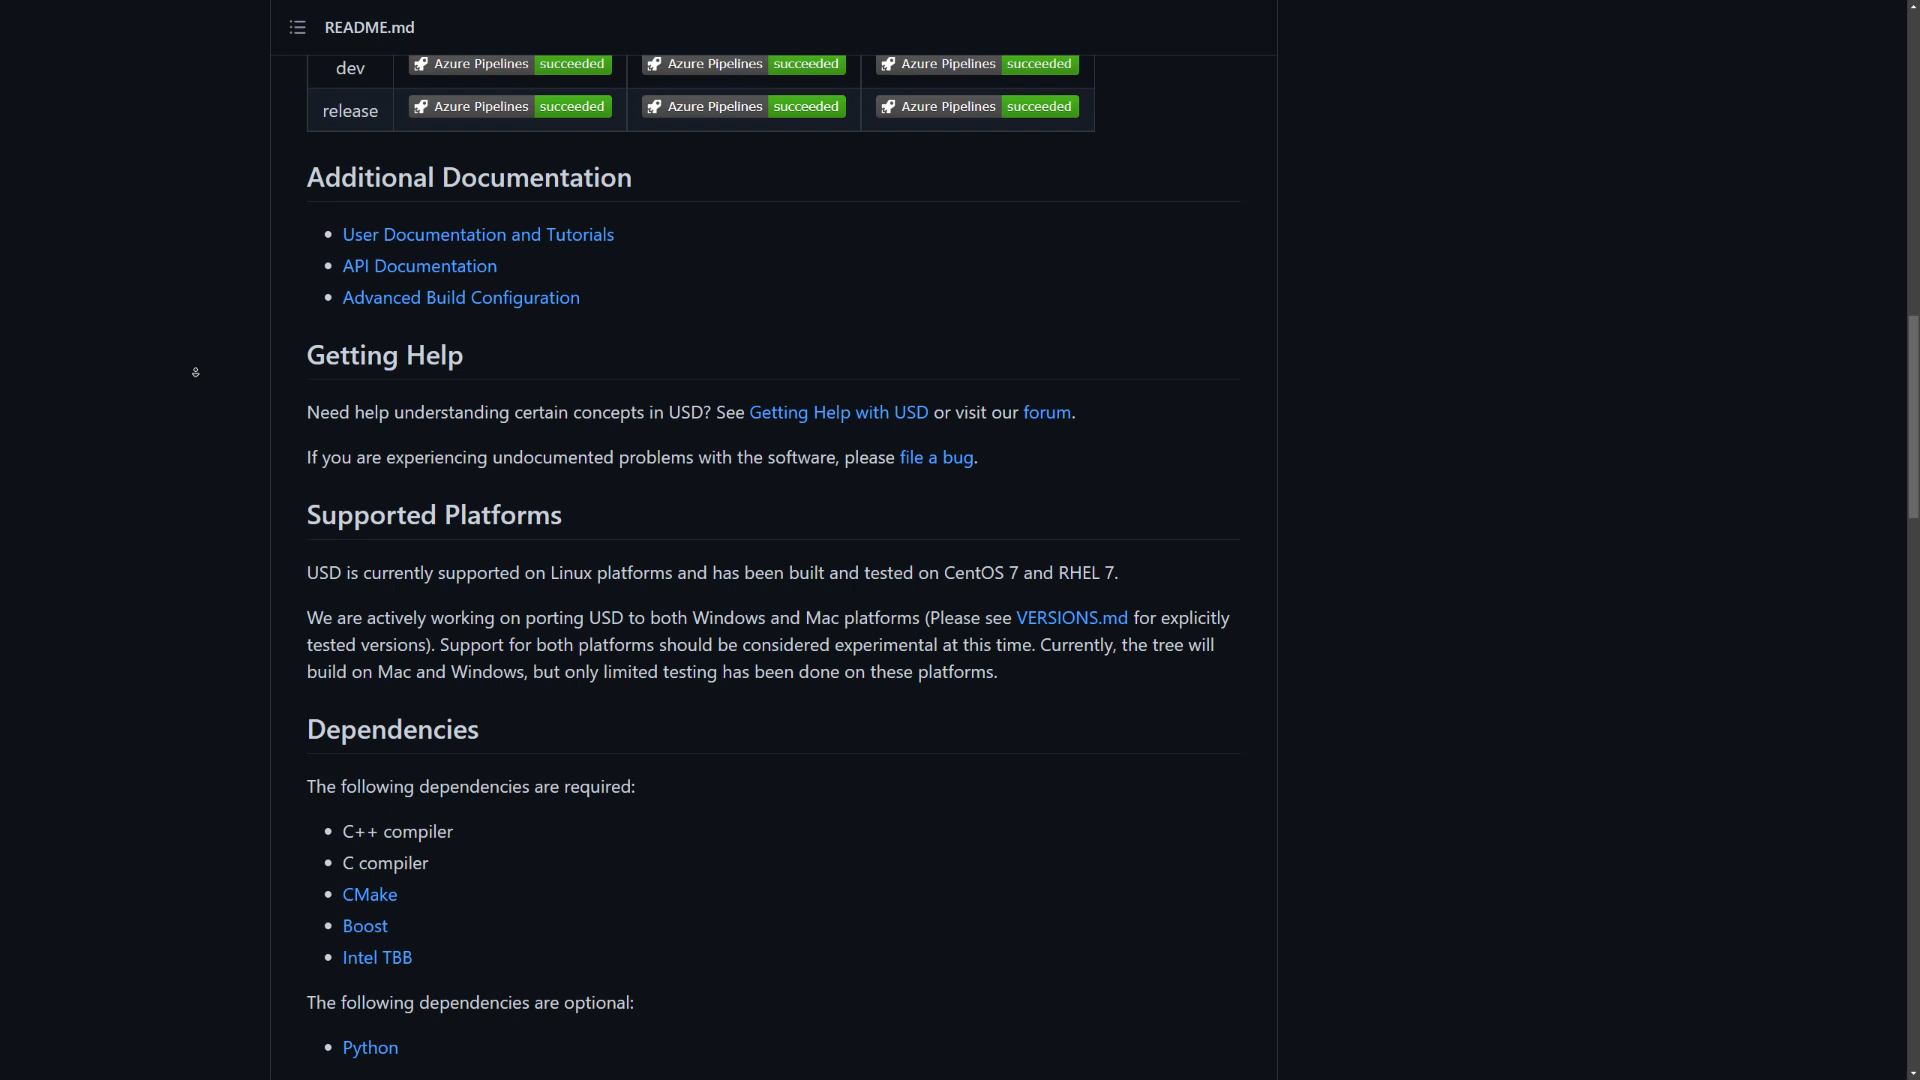 README.md
dev Azure Pipelines succeeded Azure Pipelines succeeded Azure Pipelines succeeded
release Azure Pipelines succeeded Azure Pipelines succeeded Azure Pipelines succeeded
Additional Documentation
• User Documentation and Tutorials
• API Documentation
• Advanced Build Configuration
Getting Help
Need help understanding certain concepts in USD? See Getting Help with USD or visit our forum.
If you are experiencing undocumented problems with the software, please file a bug.
Supported Platforms
USD is currently supported on Linux platforms and has been built and tested on CentOS 7 and RHEL 7.
We are actively working on porting USD to both Windows and Mac platforms (Please see VERSIONS.md for explicitly
tested versions). Support for both platforms should be considered experimental at this time. Currently, the tree will
build on Mac and Windows, but only limited testing has been done on these platforms.
Dependencies
The following dependencies are required:
• C++ compiler
• C compiler
• CMake
• Boost
• Intel TBB
The following dependencies are optional:
• Python